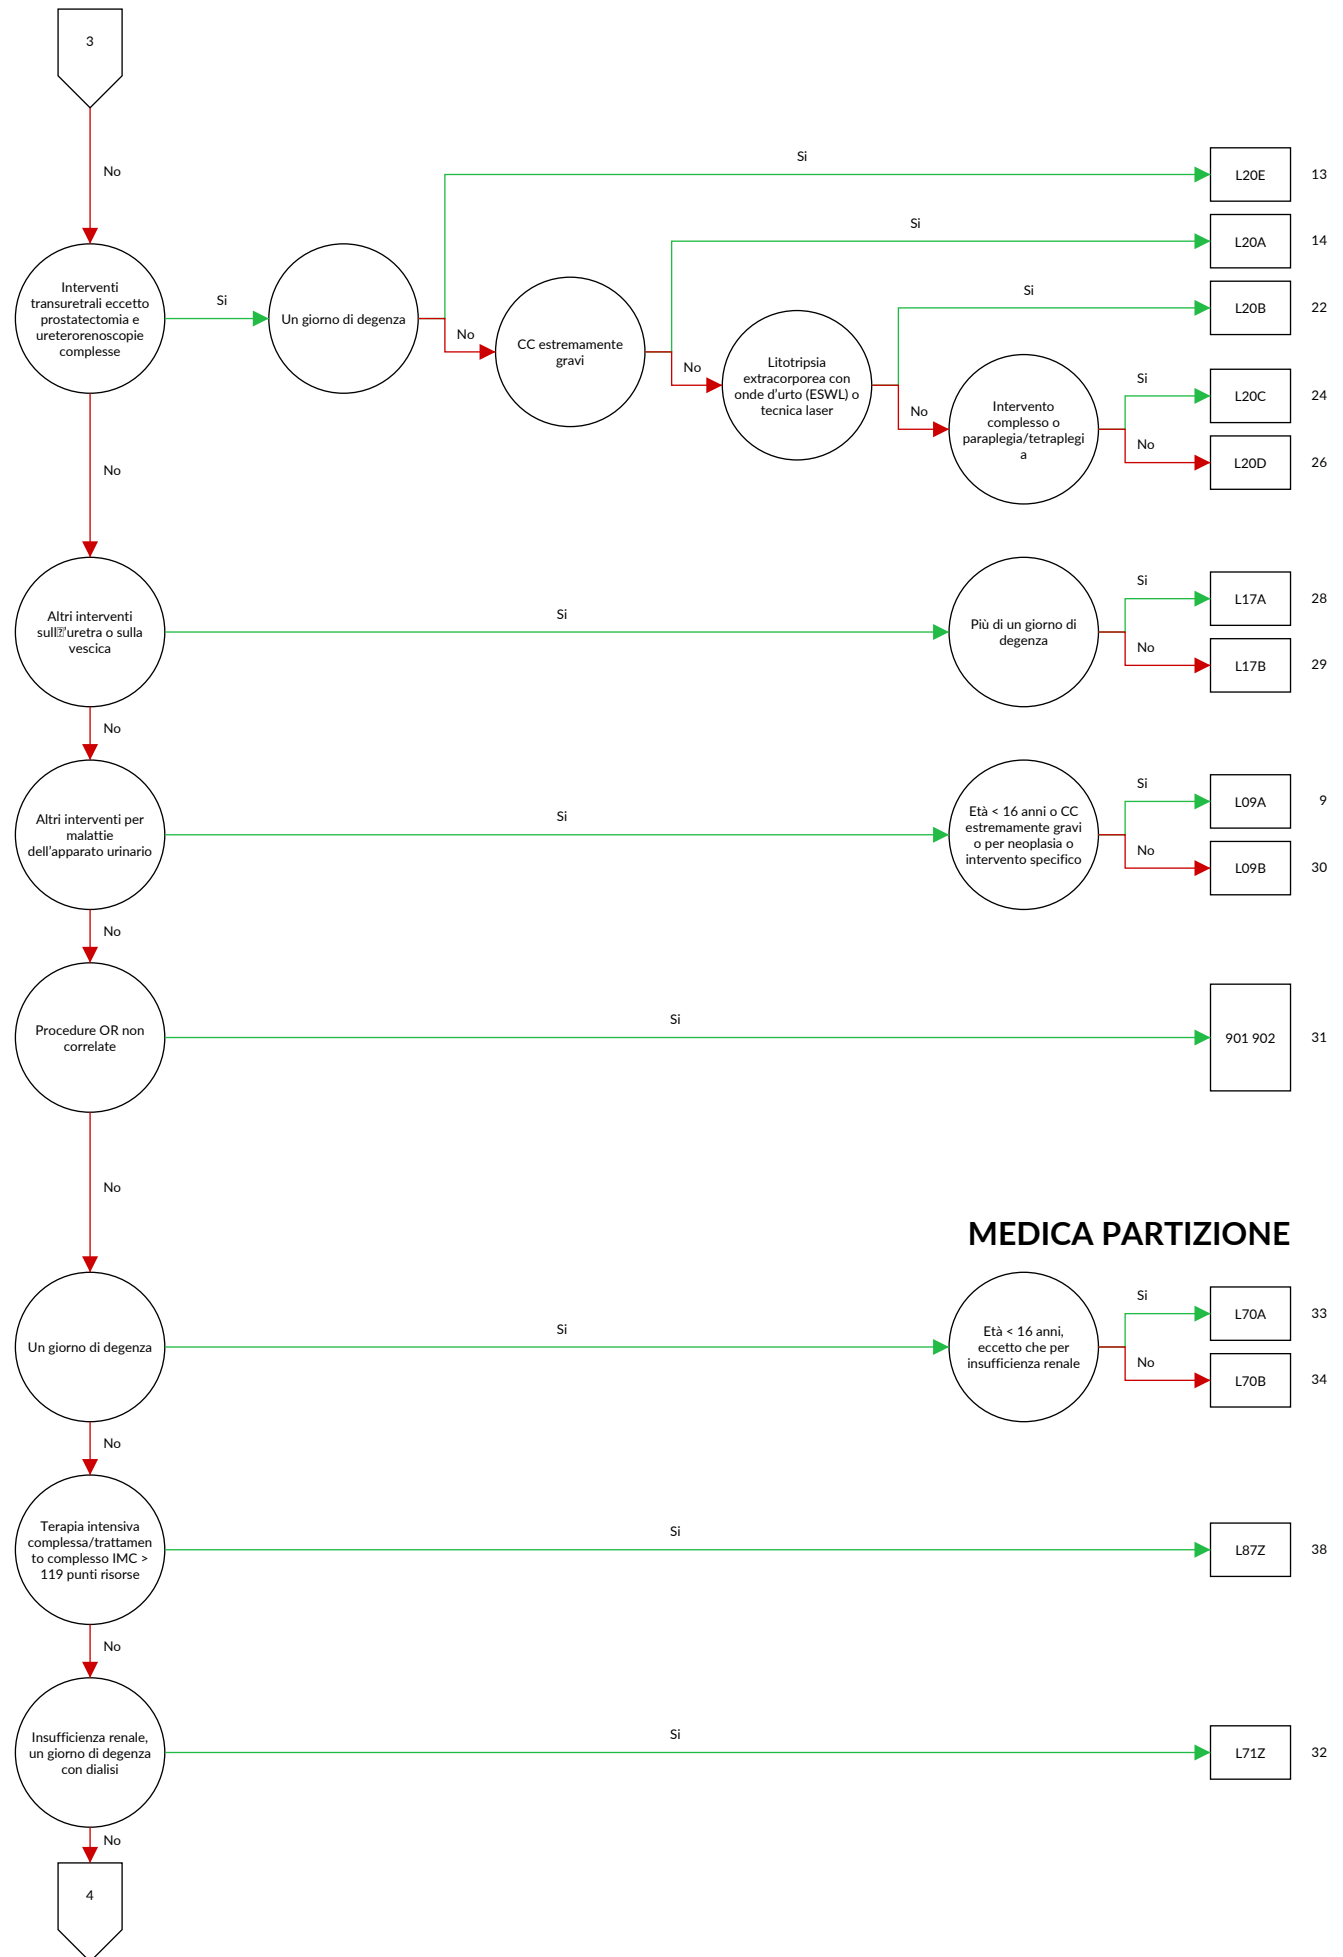 3
No
Si
L20E
13
Si
L20A
14
Interventi
transuretrali eccetto
prostatectomia e
ureterorenoscopie
complesse
Si
Un giorno di degenza
No
CC estremamente
gravi
No
Litotripsia
extracorporea con
onde d'urto (ESWL) o
tecnica laser
Si
L20B
22
No
Intervento
complesso o
paraplegia/tetraplegi
a
Si
L20C
24
No
L20D
26
No
Altri interventi
sull’uretra o sulla
vescica
Si
Più di un giorno di
degenza
Si
L17A
28
No
L17B
29
No
Altri interventi per
malattie
dell'apparato urinario
Si
Età < 16 anni o CC
estremamente gravi
o per neoplasia o
intervento specifico
Si
L09A
9
No
L09B
30
No
Procedure OR non
correlate
Si
901 902
31
No
MEDICA PARTIZIONE
Un giorno di degenza
Si
Età < 16 anni,
eccetto che per
insufficienza renale
Si
L70A
33
No
L70B
34
No
Terapia intensiva
complessa/trattamen
to complesso IMC >
119 punti risorse
Si
L87Z
38
No
Insufficienza renale,
un giorno di degenza
con dialisi
Si
L71Z
32
No
4